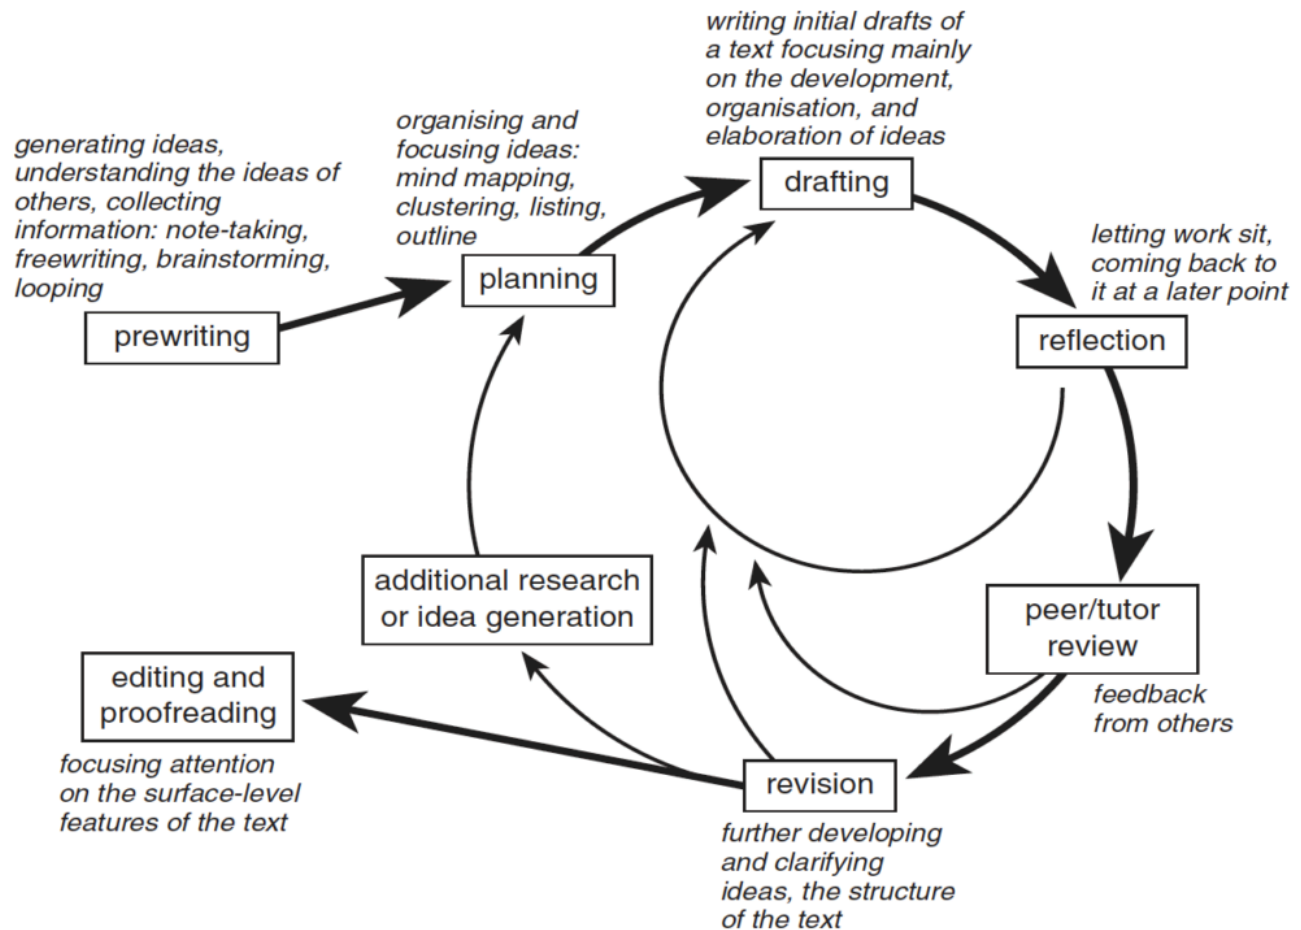 generating ideas,
understanding the ideas of
others, collecting
information: note-taking,
freewriting, brainstorming,
looping
prewriting
organising and
focusing ideas:
mind mapping,
clustering, listing,
outline
planning
writing initial drafts of
a text focusing mainly
on the development,
organisation, and
elaboration of ideas
drafting
letting work sit,
coming back to
it at a later point
reflection
peer/tutor
review
feedback
from others
revision
further developing
and clarifying
ideas, the structure
of the text
additional research
or idea generation
editing and
proofreading
focusing attention
on the surface-level
features of the text